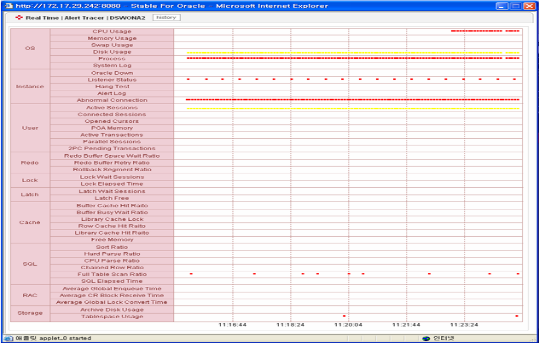 http://172.17.29.242:8080 - Stable For Oracle - Microsoft Internet Explorer
Real Time | Alert Tracer | DSWONA2 history
OS
CPU Usage
Memory Usage
Swap Usage
Disk Usage
Process
System Log
Instance
Oracle Down
Listener Status
Hang Test
Alert Log
Abnormal Connection
User
Active Sessions
Connected Sessions
Opened Cursors
PGA Memory
Active Transactions
Parallel Sessions
2PC Pending Transactions
Redo
Redo Buffer Space Wait Ratio
Redo Buffer Retry Ratio
Rollback Segment Ratio
Lock
Lock Wait Sessions
Lock Elapsed Time
Latch
Latch Wait Sessions
Latch Free
Cache
Buffer Cache Hit Ratio
Buffer Busy Wait Ratio
Library Cache Lock
Row Cache Hit Ratio
Library Cache Hit Ratio
Free Memory
SQL
Sort Ratio
Hard Parse Ratio
CPU Parse Ratio
Chained Row Ratio
Full Table Scan Ratio
SQL Elapsed Time
RAC
Average Global Enqueue Time
Average CR Block Receive Time
Average Global Lock Convert Time
Storage
Archive Disk Usage
Tablespace Usage
11:16:44 11:18:24 11:20:04 11:21:44 11:23:24
애플릿 applet_0 started 인터넷